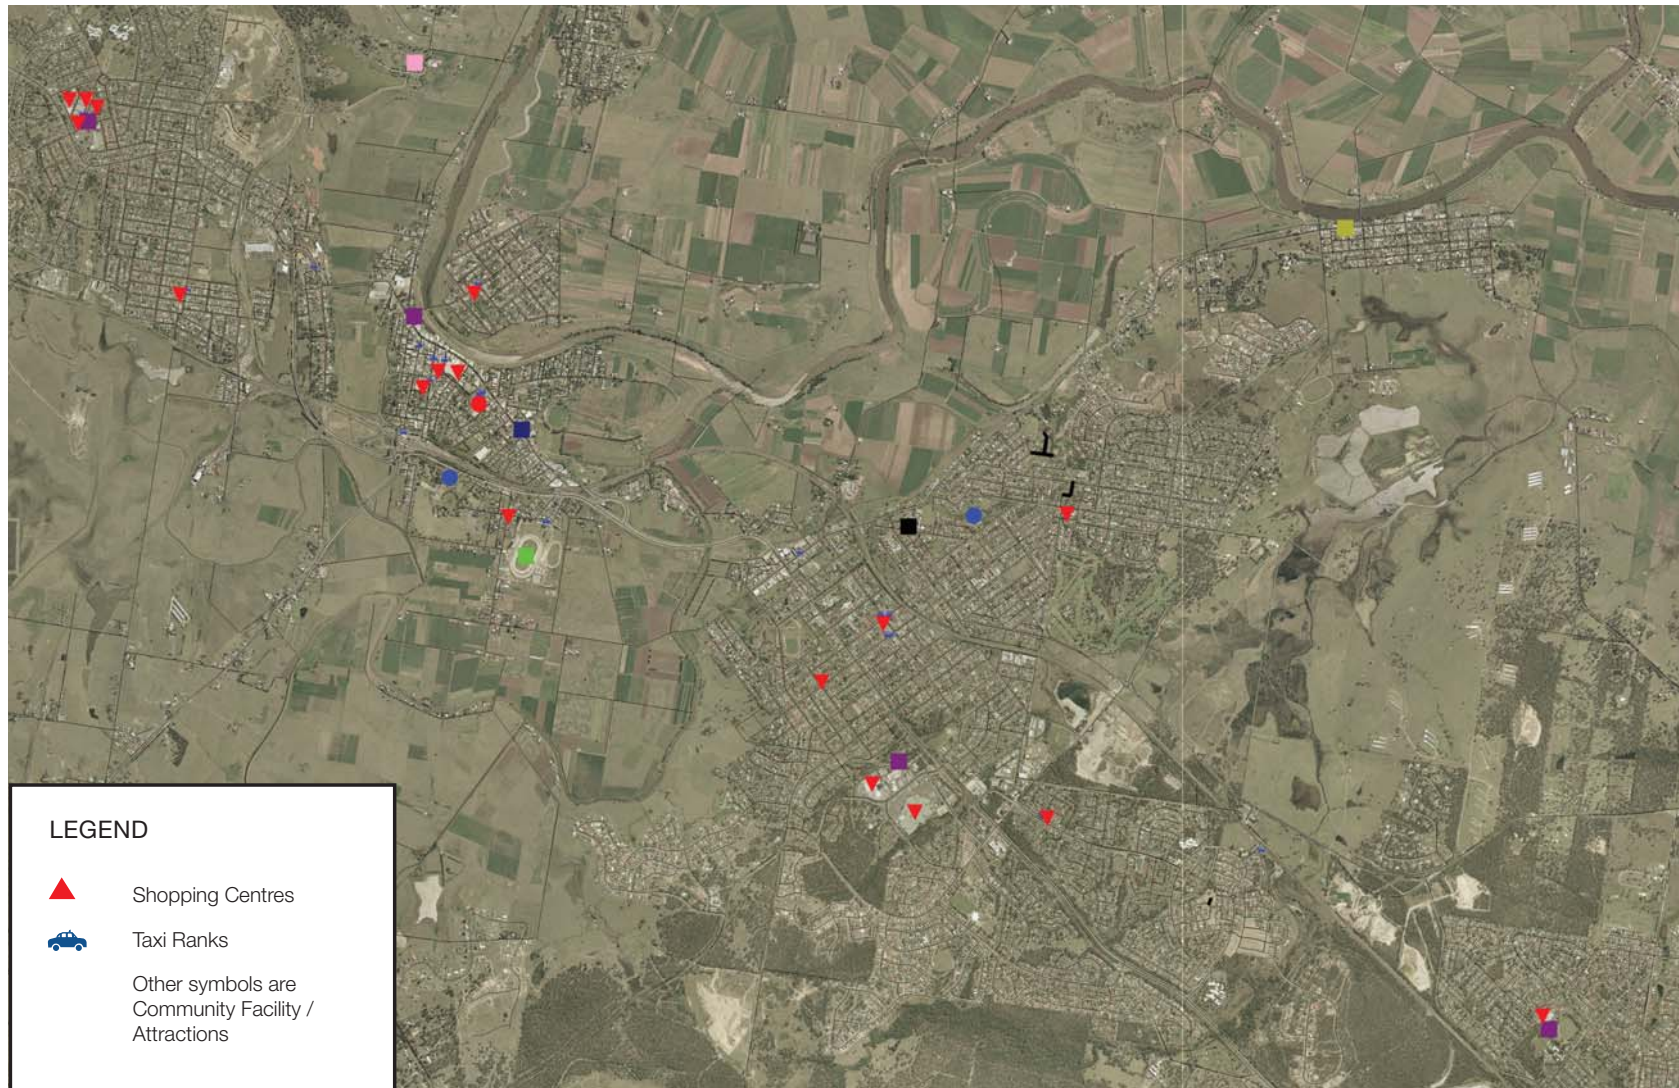 LEGEND
Shopping Centres
Taxi Ranks
Other symbols are
Community Facility /
Attractions